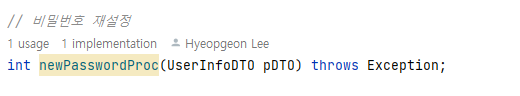 // 비밀번호 재설정
1 usage 1 implementation Hyeopgeon Lee
int newPasswordProc(UserInfoDTO pDTO) throws Exception;